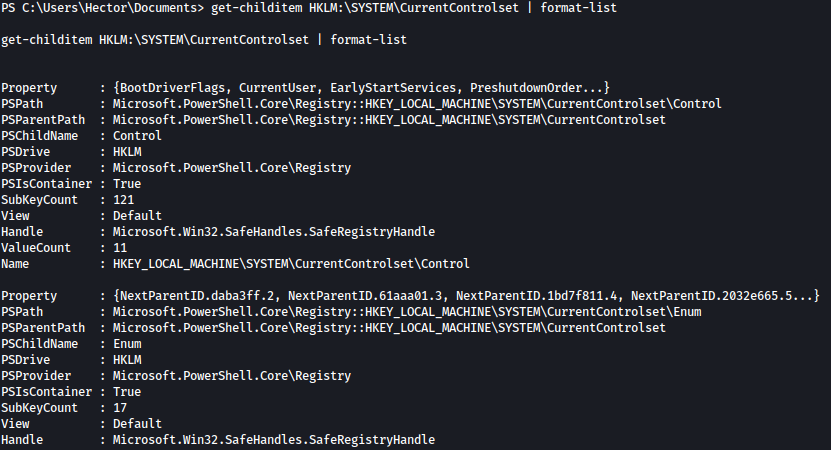 PS C:\Users\Hector\Documents> get-childitem HKLM:\SYSTEM\CurrentControlset | format-list
get-childitem HKLM:\SYSTEM\CurrentControlset | format-list
Property      : {BootDriverFlags, CurrentUser, EarlyStartServices, PreshutdownOrder...}
PSPath        : Microsoft.PowerShell.Core\Registry::HKEY_LOCAL_MACHINE\SYSTEM\CurrentControlset\Control
PSParentPath  : Microsoft.PowerShell.Core\Registry::HKEY_LOCAL_MACHINE\SYSTEM\CurrentControlset
PSChildName   : Control
PSDrive       : HKLM
PSProvider    : Microsoft.PowerShell.Core\Registry
PSIsContainer : True
SubKeyCount   : 121
View          : Default
Handle        : Microsoft.Win32.SafeHandles.SafeRegistryHandle
ValueCount    : 11
Name          : HKEY_LOCAL_MACHINE\SYSTEM\CurrentControlset\Control
Property      : {NextParentID.daba3ff.2, NextParentID.61aaa01.3, NextParentID.1bd7f811.4, NextParentID.2032e665.5...}
PSPath        : Microsoft.PowerShell.Core\Registry::HKEY_LOCAL_MACHINE\SYSTEM\CurrentControlset\Enum
PSParentPath  : Microsoft.PowerShell.Core\Registry::HKEY_LOCAL_MACHINE\SYSTEM\CurrentControlset
PSChildName   : Enum
PSDrive       : HKLM
PSProvider    : Microsoft.PowerShell.Core\Registry
PSIsContainer : True
SubKeyCount   : 17
View          : Default
Handle        : Microsoft.Win32.SafeHandles.SafeRegistryHandle